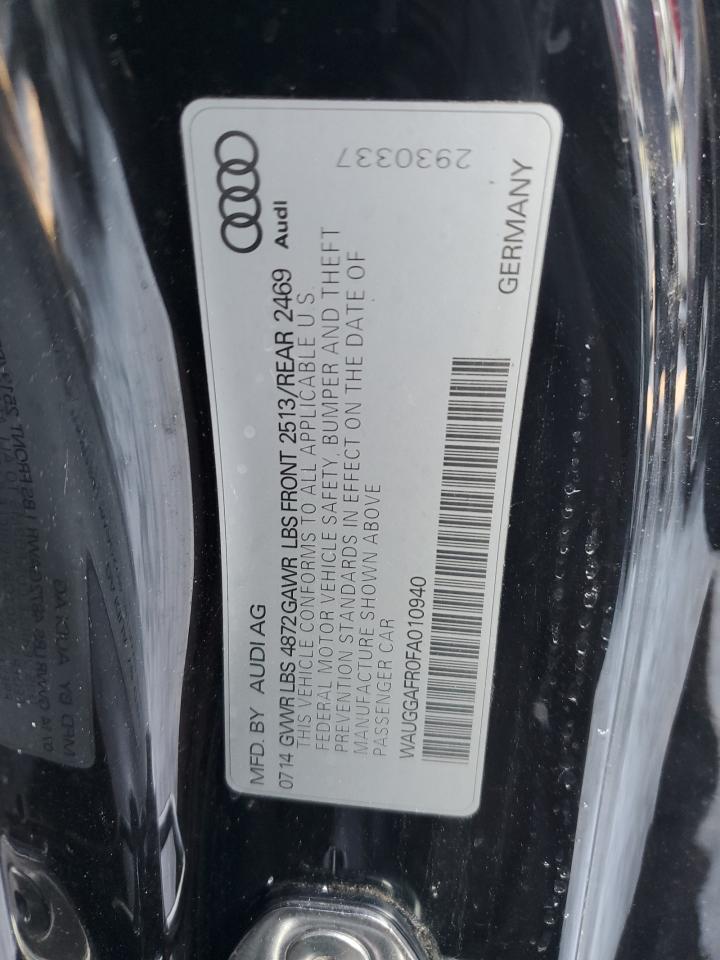 Audi
2930337
MFD. BY AUDI AG
0714 GVWR LBS 4872 GAWR LBS FRONT 2513/REAR 2469
THIS VEHICLE CONFORMS TO ALL APPLICABLE U S
FEDERAL MOTOR VEHICLE SAFETY, BUMPER AND THEFT
PREVENTION STANDARDS IN EFFECT ON THE DATE OF
MANUFACTURE SHOWN ABOVE
PASSENGER CAR
WAUGGAFR0FA010940
GERMANY